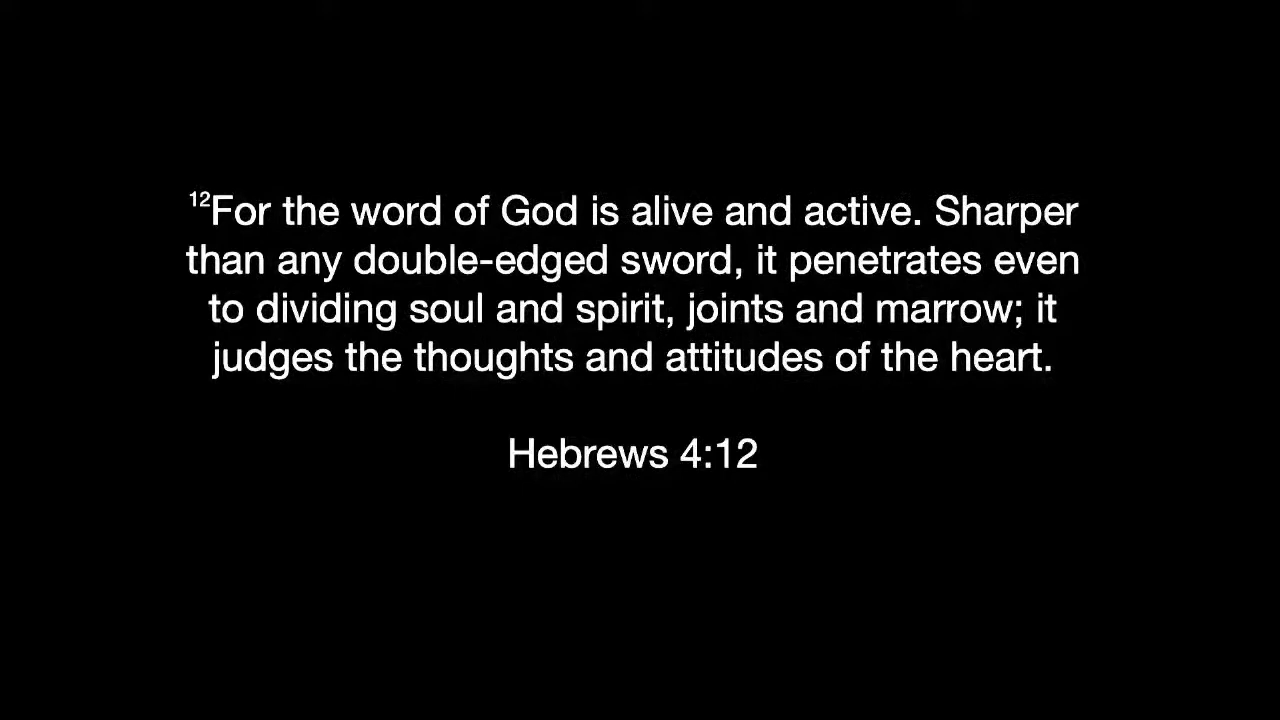 ¹²For the word of God is alive and active. Sharper
than any double-edged sword, it penetrates even
to dividing soul and spirit, joints and marrow; it
judges the thoughts and attitudes of the heart.
Hebrews 4:12